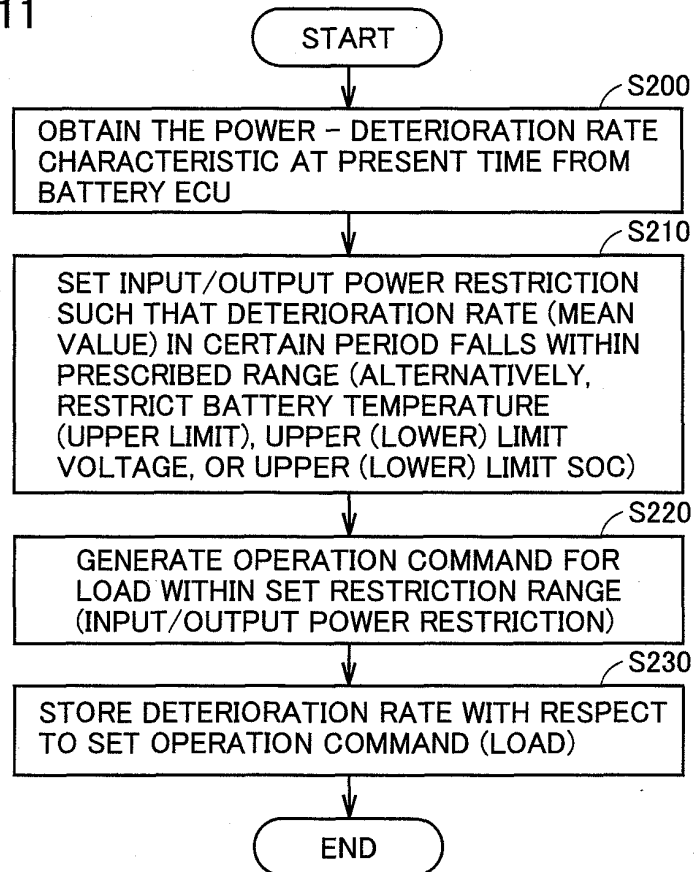 11
START
S200
OBTAIN THE POWER – DETERIORATION RATE
CHARACTERISTIC AT PRESENT TIME FROM
BATTERY ECU
S210
SET INPUT/OUTPUT POWER RESTRICTION
SUCH THAT DETERIORATION RATE (MEAN
VALUE) IN CERTAIN PERIOD FALLS WITHIN
PRESCRIBED RANGE (ALTERNATIVELY,
RESTRICT BATTERY TEMPERATURE
(UPPER LIMIT), UPPER (LOWER) LIMIT
VOLTAGE, OR UPPER (LOWER) LIMIT SOC)
S220
GENERATE OPERATION COMMAND FOR
LOAD WITHIN SET RESTRICTION RANGE
(INPUT/OUTPUT POWER RESTRICTION)
S230
STORE DETERIORATION RATE WITH RESPECT
TO SET OPERATION COMMAND (LOAD)
END